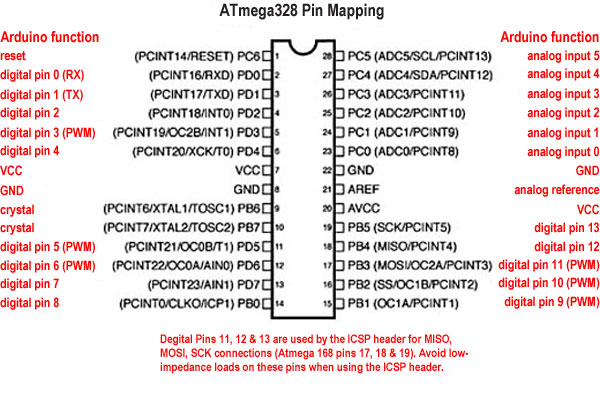 ATmega328 Pin Mapping
Arduino function Arduino function
reset (PCINT14/RESET) PC6 1 28 PC5 (ADC5/SCL/PCINT13) analog input 5
digital pin 0 (RX) (PCINT16/RXD) PD0 2 27 PC4 (ADC4/SDA/PCINT12) analog input 4
digital pin 1 (TX) (PCINT17/TXD) PD1 3 26 PC3 (ADC3/PCINT11) analog input 3
digital pin 2 (PCINT18/INT0) PD2 4 25 PC2 (ADC2/PCINT10) analog input 2
digital pin 3 (PWM) (PCINT19/OC2B/INT1) PD3 5 24 PC1 (ADC1/PCINT9) analog input 1
digital pin 4 (PCINT20/XCK/T0) PD4 6 23 PC0 (ADC0/PCINT8) analog input 0
VCC VCC 7 22 GND GND
GND GND 8 21 AREF analog reference
crystal (PCINT6/XTAL1/TOSC1) PB6 9 20 AVCC VCC
crystal (PCINT7/XTAL2/TOSC2) PB7 10 19 PB5 (SCK/PCINT5) digital pin 13
digital pin 5 (PWM) (PCINT21/OC0B/T1) PD5 11 18 PB4 (MISO/PCINT4) digital pin 12
digital pin 6 (PWM) (PCINT22/OC0A/AIN0) PD6 12 17 PB3 (MOSI/OC2A/PCINT3) digital pin 11 (PWM)
digital pin 7 (PCINT23/AIN1) PD7 13 16 PB2 (SS/OC1B/PCINT2) digital pin 10 (PWM)
digital pin 8 (PCINT0/CLKO/ICP1) PB0 14 15 PB1 (OC1A/PCINT1) digital pin 9 (PWM)
Degital Pins 11, 12 & 13 are used by the ICSP header for MISO,
MOSI, SCK connections (Atmega 168 pins 17, 18 & 19). Avoid low-
impedance loads on these pins when using the ICSP header.